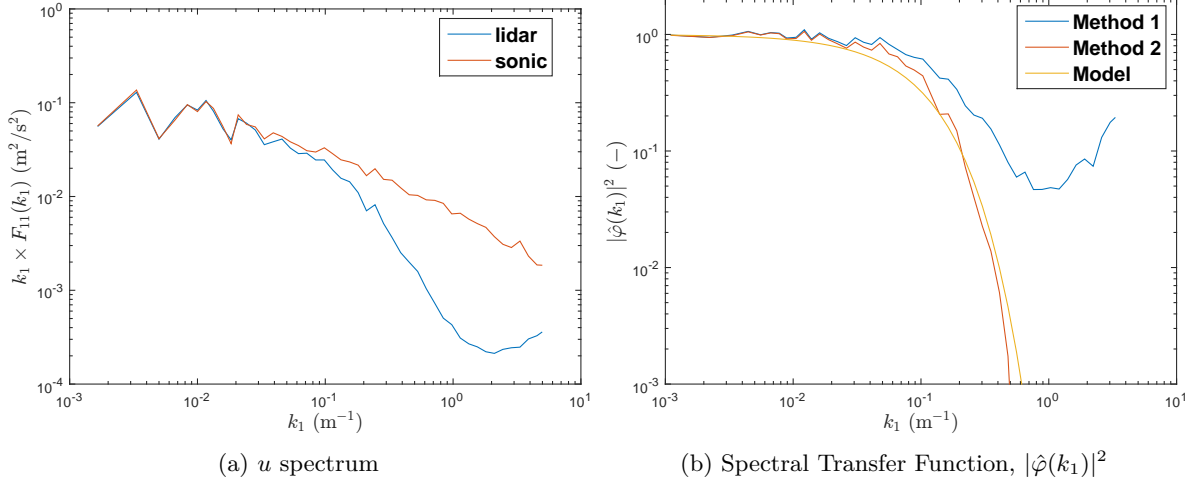 lidar
sonic
10^0
10^{-1}
10^{-2}
10^{-3}
10^{-4}
k_1 × F_{11}(k_1) (m^2/s^2)
10^{-3} 10^{-2} 10^{-1} 10^0 10^1
k_1 (m^{-1})
(a) u spectrum
Method 1
Method 2
Model
10^0
10^{-1}
10^{-2}
10^{-3}
|φ̂(k_1)|^2 (−)
10^{-3} 10^{-2} 10^{-1} 10^0 10^1
k_1 (m^{-1})
(b) Spectral Transfer Function, |φ̂(k_1)|^2